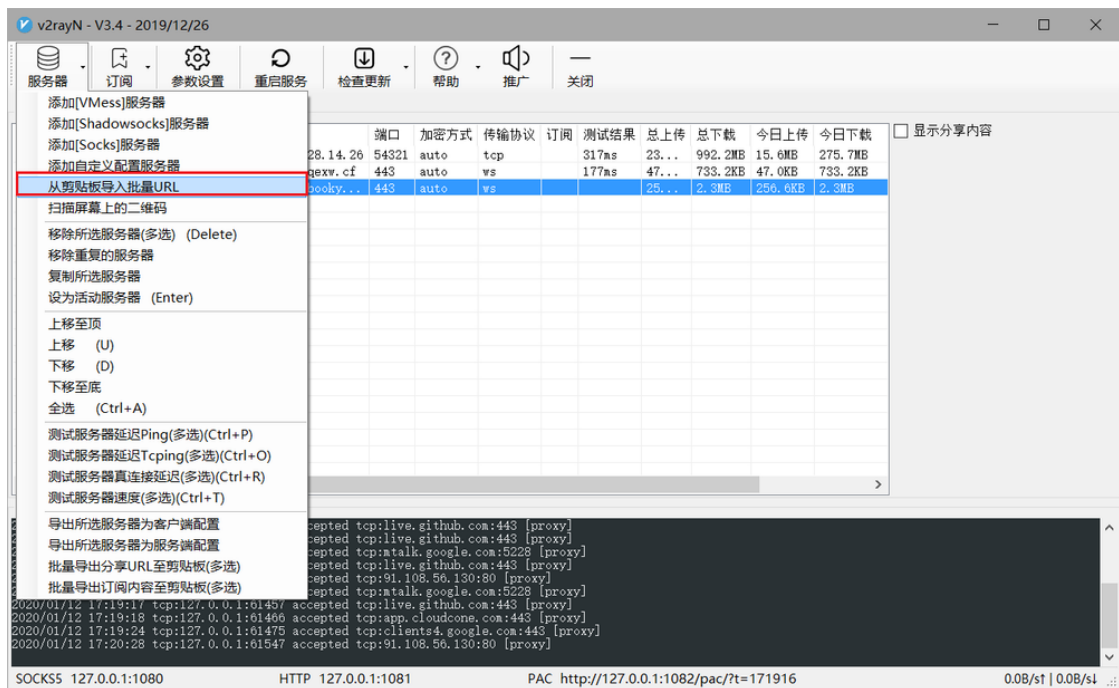 v2rayN - V3.4 - 2019/12/26
服务器 订阅 参数设置 重启服务 检查更新 帮助 推广 关闭
添加[VMess]服务器
添加[Shadowsocks]服务器
添加[Socks]服务器
添加自定义配置服务器
从剪贴板导入批量URL
扫描屏幕上的二维码
移除所选服务器(多选) (Delete)
移除重复的服务器
复制所选服务器
设为活动服务器 (Enter)
上移至顶
上移 (U)
下移 (D)
下移至底
全选 (Ctrl+A)
测试服务器延迟Ping(多选)(Ctrl+P)
测试服务器延迟Tcping(多选)(Ctrl+O)
测试服务器真连接延迟(多选)(Ctrl+R)
测试服务器速度(多选)(Ctrl+T)
导出所选服务器为客户端配置
导出所选服务器为服务端配置
批量导出分享URL至剪贴板(多选)
批量导出订阅内容至剪贴板(多选)
端口 加密方式 传输协议 订阅 测试结果 总上传 总下载 今日上传 今日下载
28.14.26 54321 auto tcp 317ms 23... 992.2MB 15.6MB 275.7MB
qexw.cf 443 auto ws 177ms 47... 733.2KB 47.0KB 733.2KB
ooky... 443 auto ws 25... 2.3MB 256.6KB 2.3MB
显示分享内容
cepted tcp:live.github.com:443 [proxy]
cepted tcp:live.github.com:443 [proxy]
cepted tcp:mtalk.google.com:5228 [proxy]
cepted tcp:live.github.com:443 [proxy]
cepted tcp:91.108.56.130:80 [proxy]
cepted tcp:mtalk.google.com:5228 [proxy]
2020/01/12 17:19:17 tcp:127.0.0.1:61457 accepted tcp:live.github.com:443 [proxy]
2020/01/12 17:19:18 tcp:127.0.0.1:61466 accepted tcp:app.cloudcone.com:443 [proxy]
2020/01/12 17:19:24 tcp:127.0.0.1:61475 accepted tcp:clients4.google.com:443 [proxy]
2020/01/12 17:20:28 tcp:127.0.0.1:61547 accepted tcp:91.108.56.130:80 [proxy]
SOCKS5 127.0.0.1:1080 HTTP 127.0.0.1:1081 PAC http://127.0.0.1:1082/pac/?t=171916 0.0B/s↑ | 0.0B/s↓